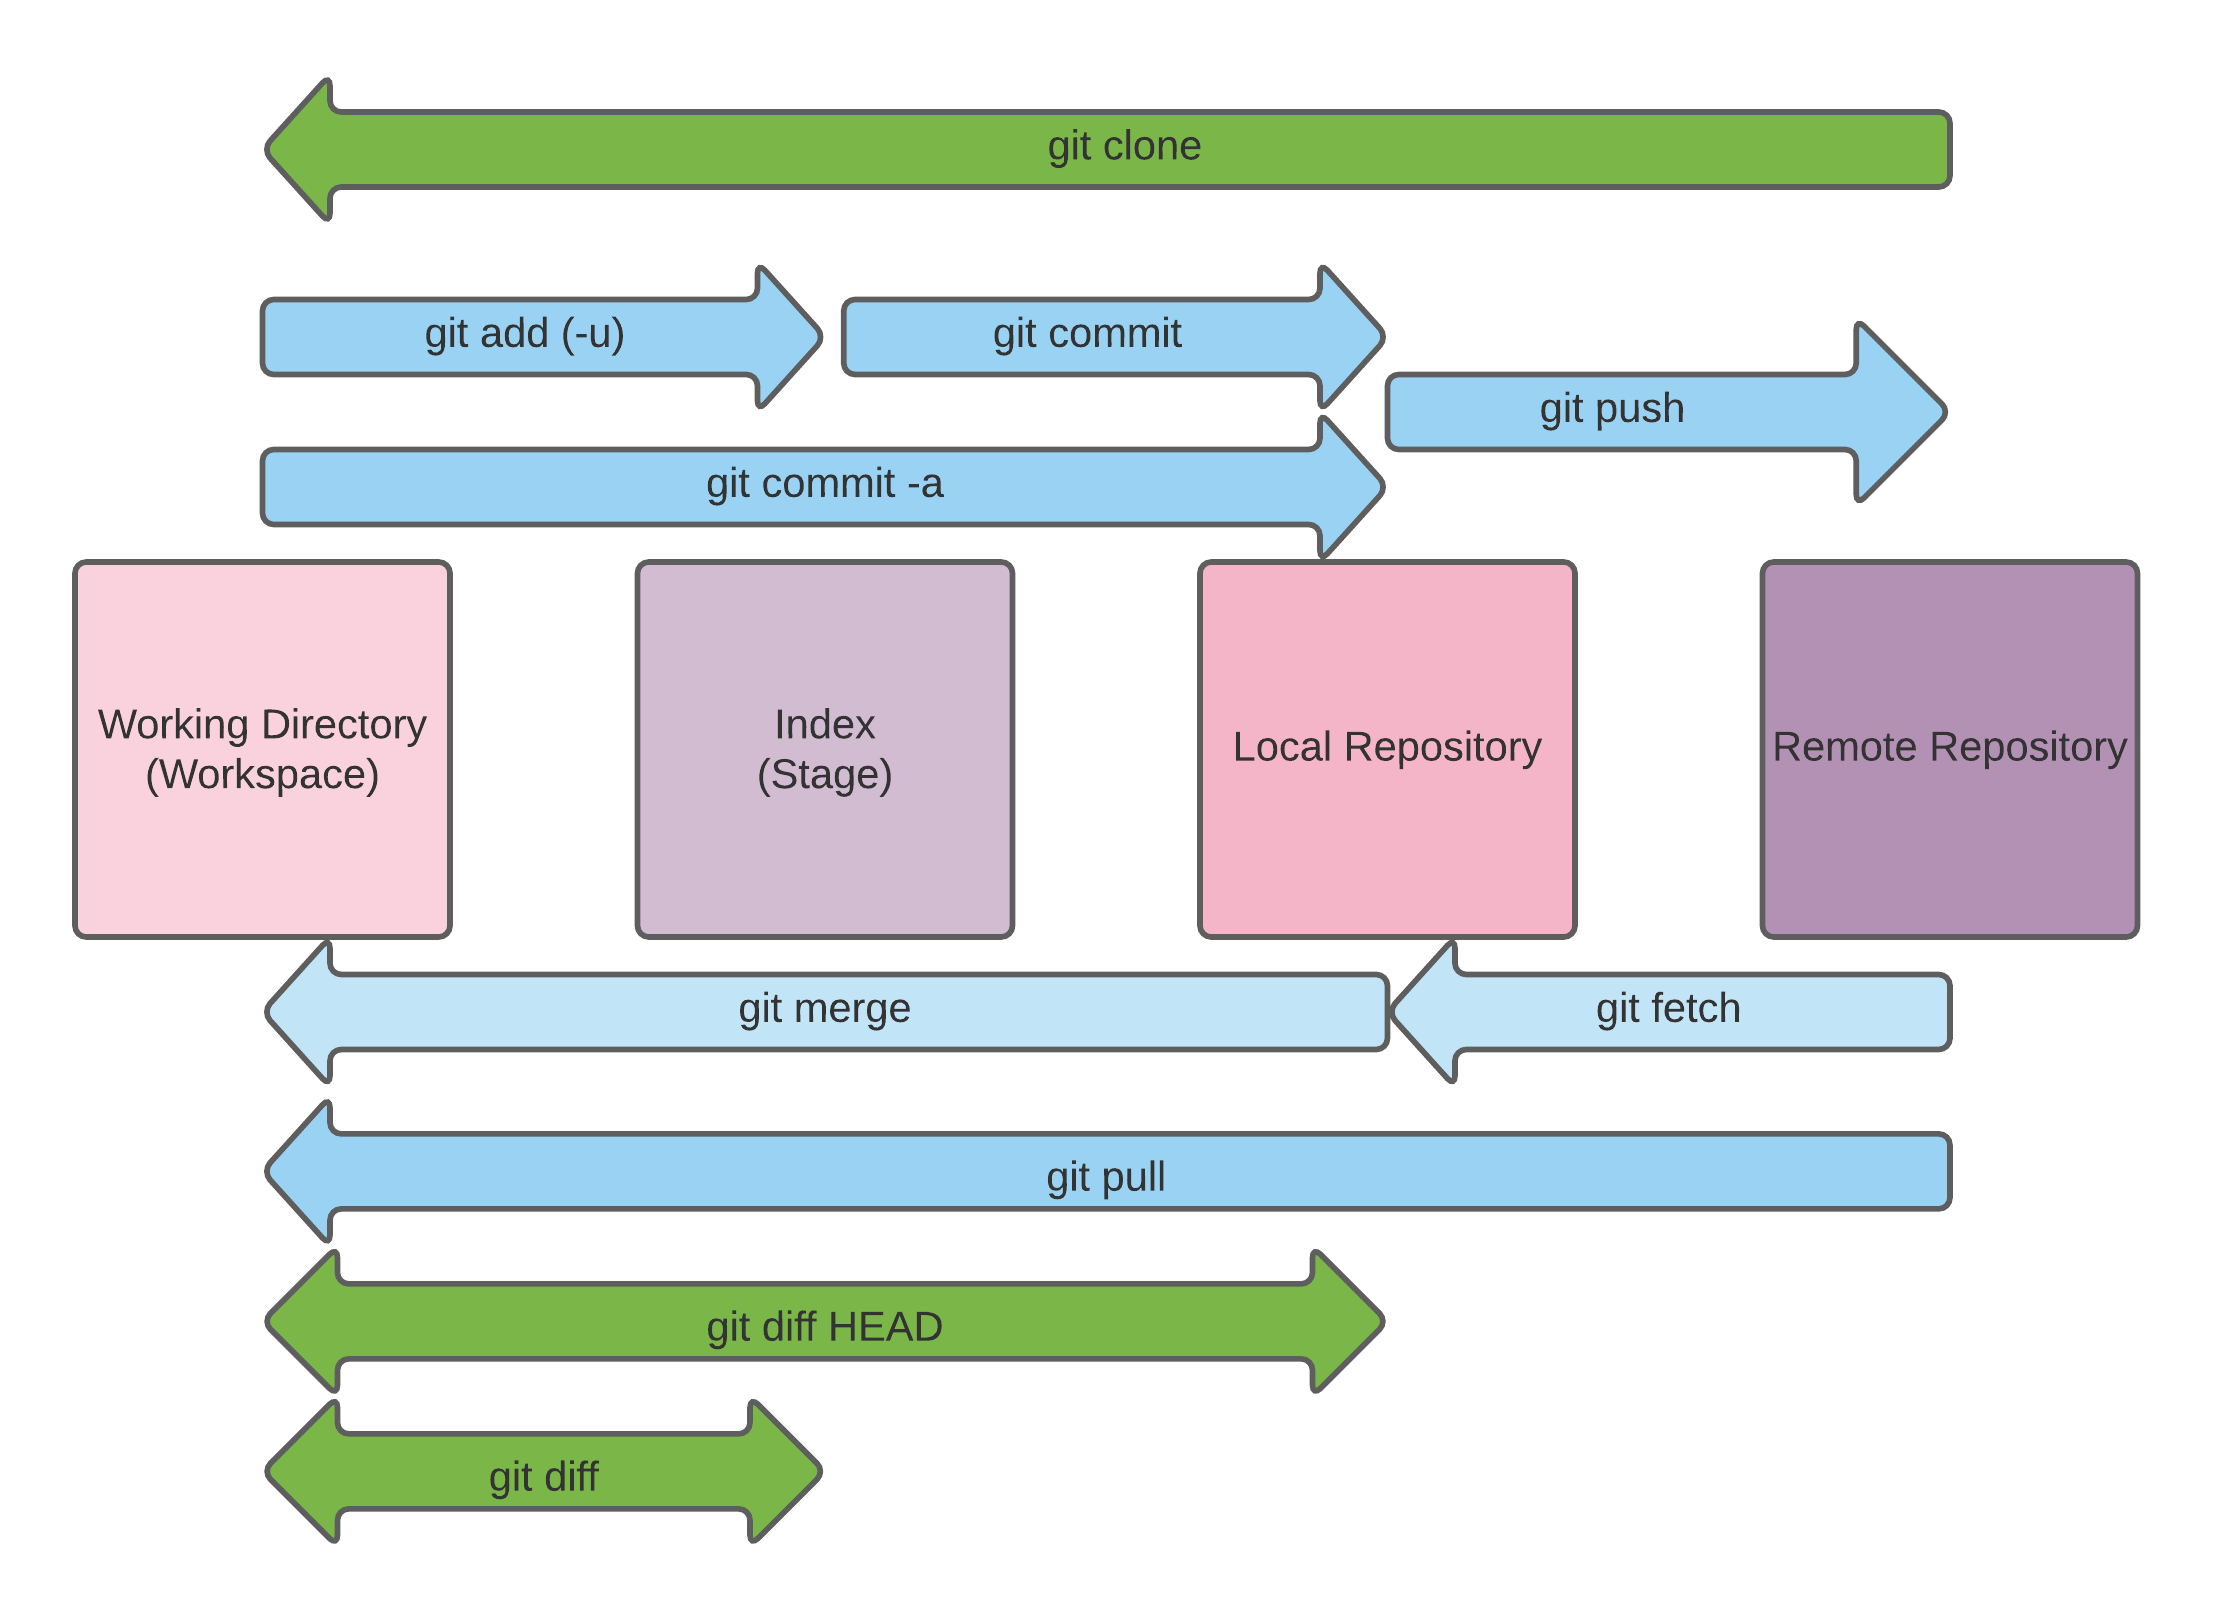 git clone
git add (-u)
git commit
git push
git commit -a
Working Directory
(Workspace)
Index
(Stage)
Local Repository
Remote Repository
git merge
git fetch
git pull
git diff HEAD
git diff